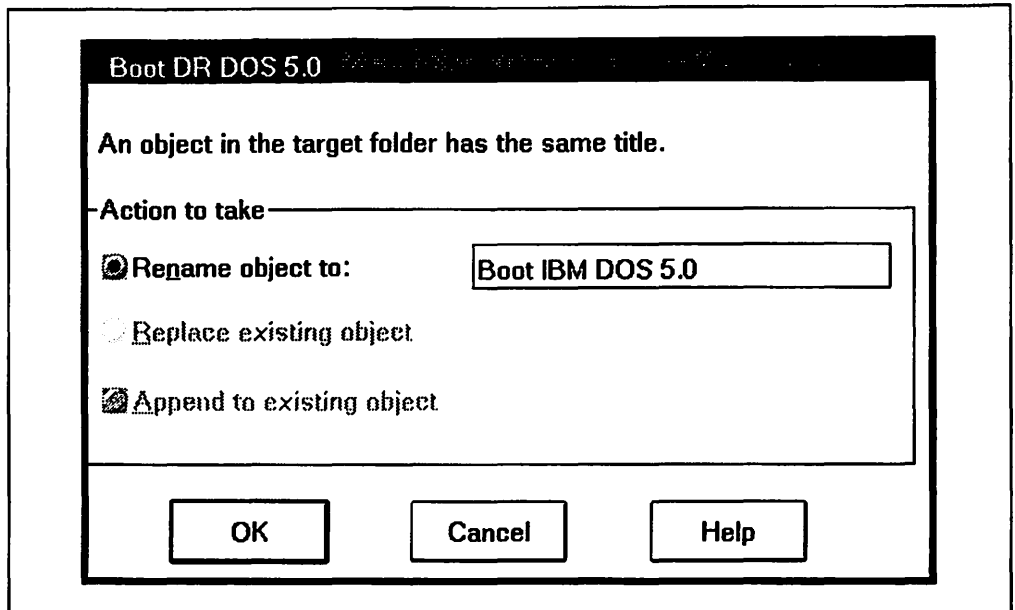 Boot DR DOS 5.0
An object in the target folder has the same title.
Action to take
Rename object to: Boot IBM DOS 5.0
Replace existing object
Append to existing object
OK Cancel Help